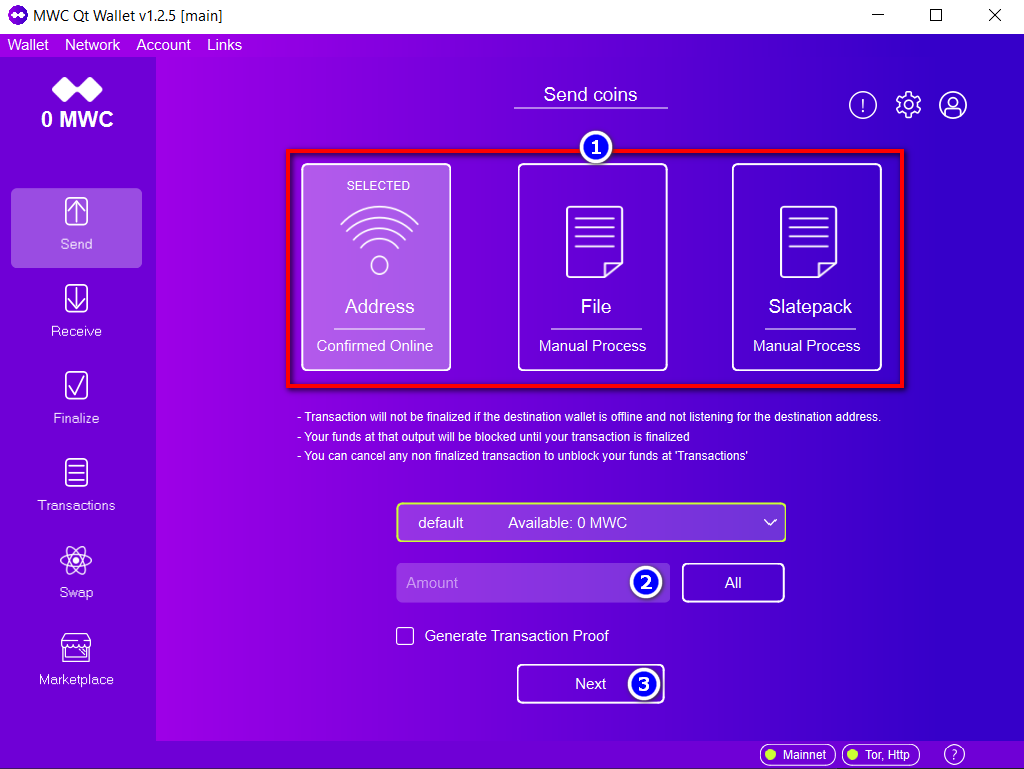 MWC Qt Wallet v1.2.5 [main]
Wallet Network Account Links
0 MWC
Send
Receive
Finalize
Transactions
Swap
Marketplace
Send coins
!
1
SELECTED
Address
Confirmed Online
File
Manual Process
Slatepack
Manual Process
- Transaction will not be finalized if the destination wallet is offline and not listening for the destination address.
- Your funds at that output will be blocked until your transaction is finalized
- You can cancel any non finalized transaction to unblock your funds at 'Transactions'
default Available: 0 MWC
Amount 2 All
Generate Transaction Proof
Next 3
Mainnet Tor, Http ?